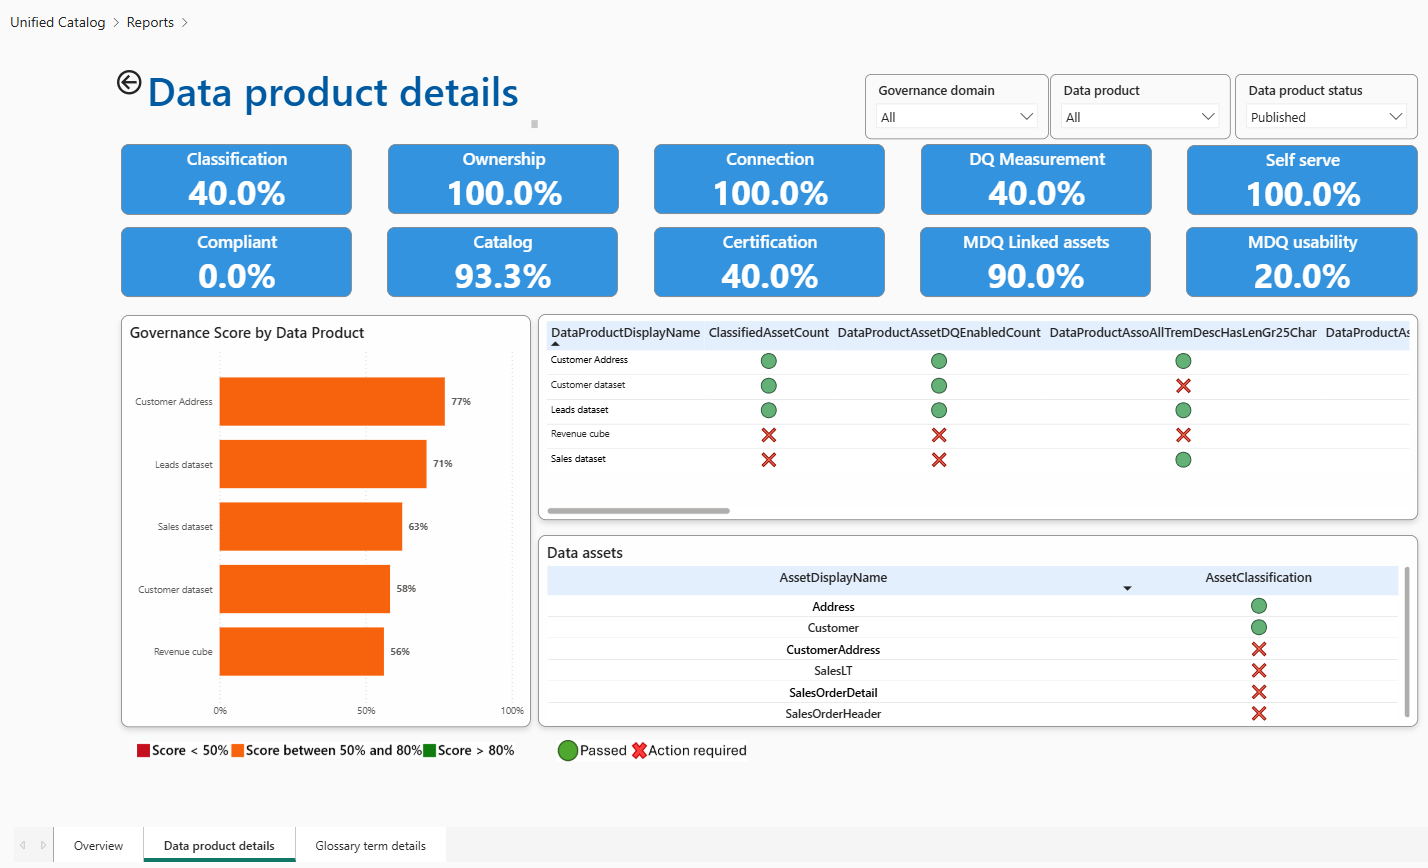 Unified Catalog > Reports >
Data product details
Governance domain
All
Data product
All
Data product status
Published
Classification
40.0%
Ownership
100.0%
Connection
100.0%
DQ Measurement
40.0%
Self serve
100.0%
Compliant
0.0%
Catalog
93.3%
Certification
40.0%
MDQ Linked assets
90.0%
MDQ usability
20.0%
Governance Score by Data Product
Customer Address 77%
Leads dataset 71%
Sales dataset 63%
Customer dataset 58%
Revenue cube 56%
0% 50% 100%
Score < 50% Score between 50% and 80% Score > 80%
DataProductDisplayName ClassifiedAssetCount DataProductAssetDQEnabledCount DataProductAssoAllTremDescHasLenGr25Char DataProductAs
Customer Address
Customer dataset
Leads dataset
Revenue cube
Sales dataset
Data assets
AssetDisplayName AssetClassification
Address
Customer
CustomerAddress
SalesLT
SalesOrderDetail
SalesOrderHeader
Passed Action required
Overview Data product details Glossary term details